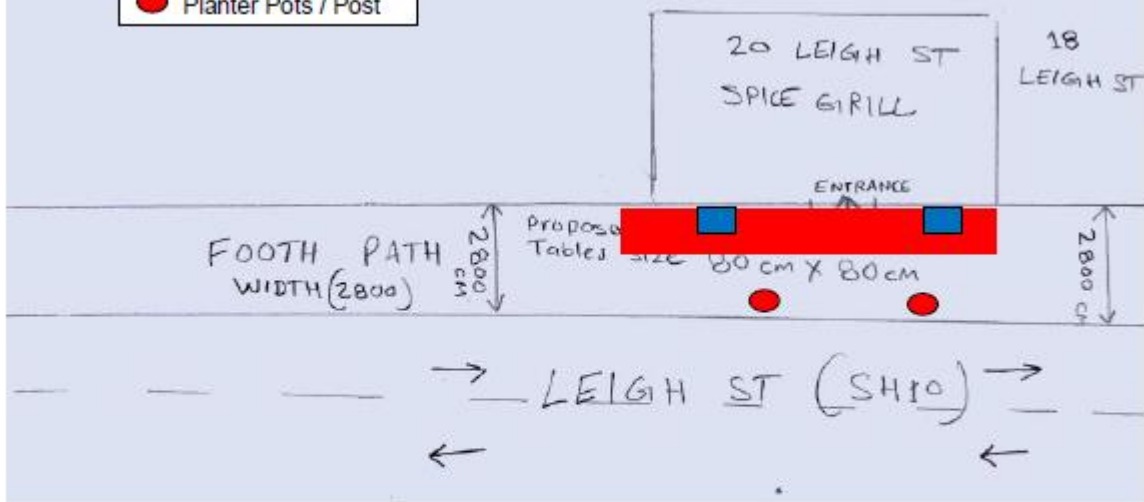 Planter Pots / Post
20 LEIGH ST
SPICE GRILL
18
LEIGH ST
ENTRANCE
FOOTH PATH
WIDTH (2800)
2800
CM
Tables SIZE 80 cm X 80 cm
2800
LEIGH ST (SH10)